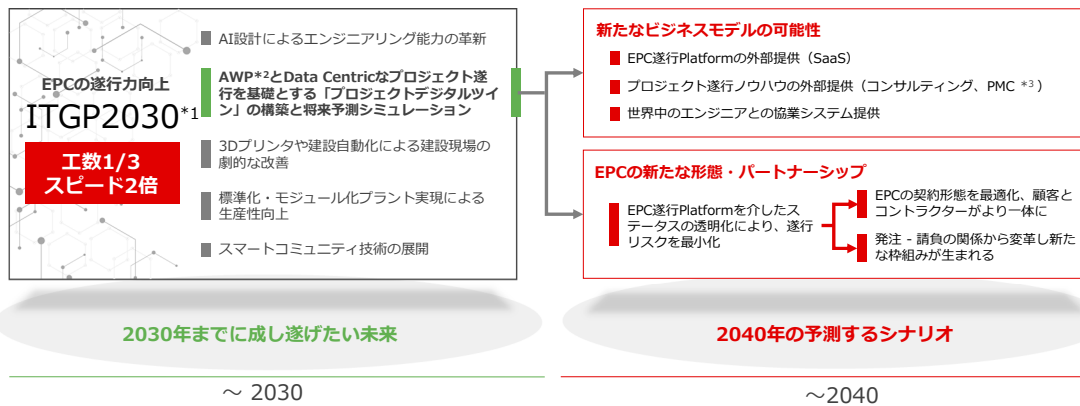 EPCの遂行力向上
ITGP2030*1
工数1/3
スピード2倍
AI設計によるエンジニアリング能力の革新
AWP*2とData Centricなプロジェクト遂
行を基礎とする「プロジェクトデジタルツイ
ン」の構築と将来予測シミュレーション
3Dプリンタや建設自動化による建設現場の
劇的な改善
標準化・モジュール化プラント実現による
生産性向上
スマートコミュニティ技術の展開
2030年までに成し遂げたい未来
～ 2030
新たなビジネスモデルの可能性
EPC遂行Platformの外部提供（SaaS）
プロジェクト遂行ノウハウの外部提供（コンサルティング、PMC *3）
世界中のエンジニアとの協業システム提供
EPCの新たな形態・パートナーシップ
EPC遂行Platformを介したス
テータスの透明化により、遂行
リスクを最小化
EPCの契約形態を最適化、顧客と
コントラクターがより一体に
発注 - 請負の関係から変革し新た
な枠組みが生まれる
2040年の予測するシナリオ
～2040